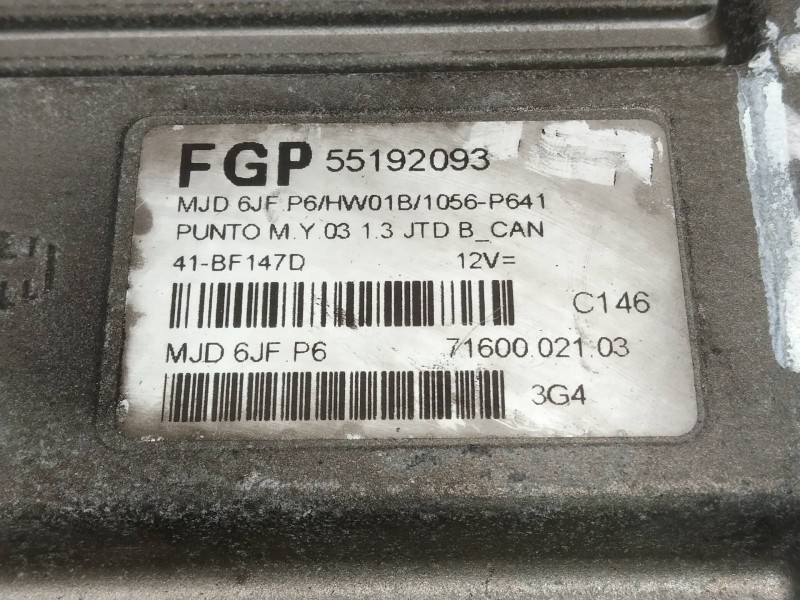 FGP 55192093
MJD 6JF.P6/HW01B/1056-P641
PUNTO M.Y.03 1.3 JTD B_CAN
41-BF147D 12V=
C146
MJD 6JF.P6 71600.021.03
3G4